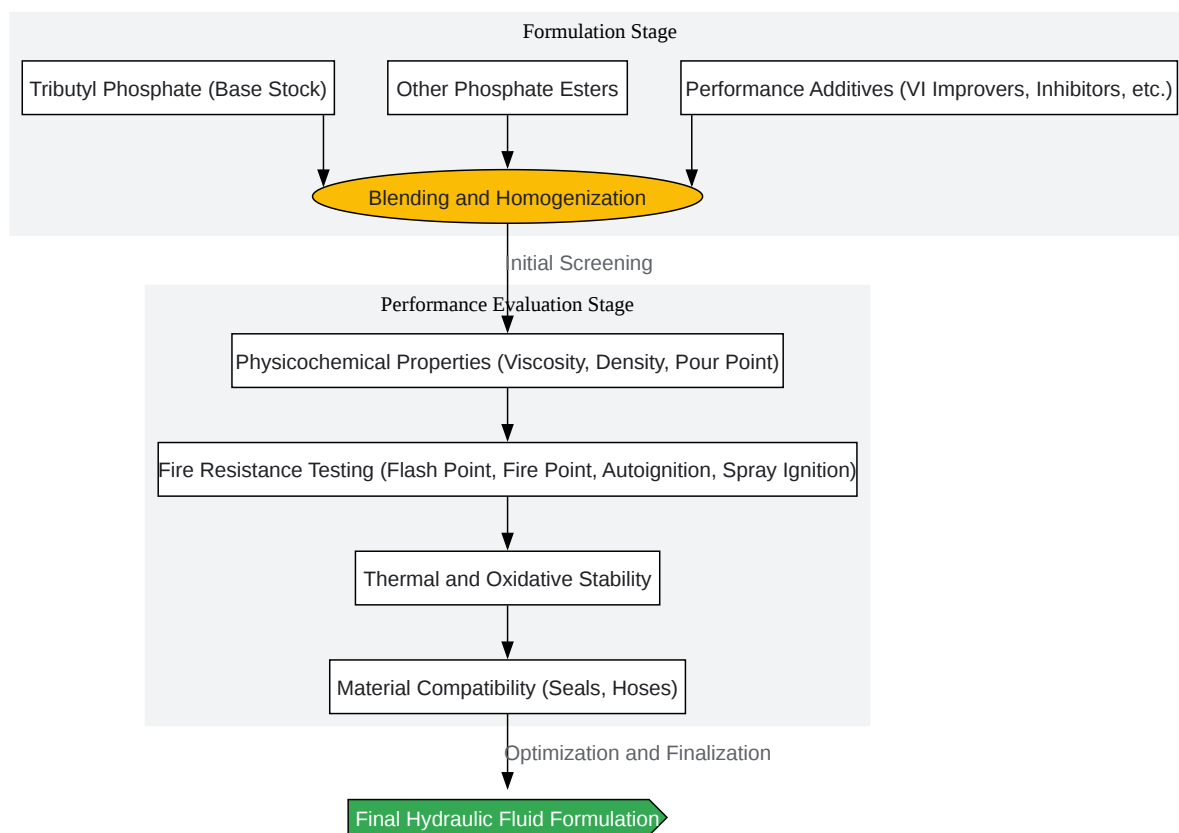 Formulation Stage
Tributyl Phosphate (Base Stock)
Other Phosphate Esters
Performance Additives (VI Improvers, Inhibitors, etc.)
Blending and Homogenization
Initial Screening
Performance Evaluation Stage
Physicochemical Properties (Viscosity, Density, Pour Point)
Fire Resistance Testing (Flash Point, Fire Point, Autoignition, Spray Ignition)
Thermal and Oxidative Stability
Material Compatibility (Seals, Hoses)
Optimization and Finalization
Final Hydraulic Fluid Formulation